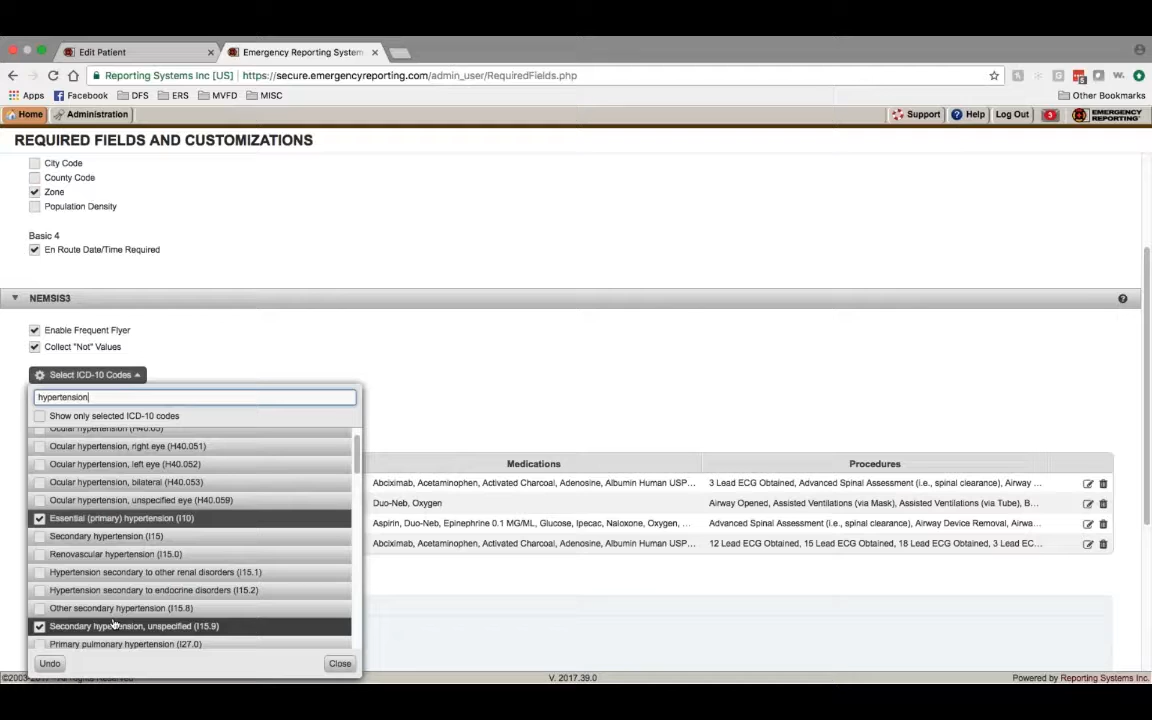 Edit Patient
Emergency Reporting System
Reporting Systems Inc [US] https://secure.emergencyreporting.com/admin_user/RequiredFields.php
Apps Facebook DFS ERS MVFD MISC Other Bookmarks
Home Administration Support Help Log Out EMERGENCY REPORTING
REQUIRED FIELDS AND CUSTOMIZATIONS
City Code
County Code
Zone
Population Density
Basic 4
En Route Date/Time Required
NEMSIS3
Enable Frequent Flyer
Collect "Not" Values
Select ICD-10 Codes
hypertension
Show only selected ICD-10 codes
Ocular hypertension (H40.05)
Ocular hypertension, right eye (H40.051)
Ocular hypertension, left eye (H40.052)
Ocular hypertension, bilateral (H40.053)
Ocular hypertension, unspecified eye (H40.059)
Essential (primary) hypertension (I10)
Secondary hypertension (I15)
Renovascular hypertension (I15.0)
Hypertension secondary to other renal disorders (I15.1)
Hypertension secondary to endocrine disorders (I15.2)
Other secondary hypertension (I15.8)
Secondary hypertension, unspecified (I15.9)
Primary pulmonary hypertension (I27.0)
Undo Close
Medications Procedures
Abciximab, Acetaminophen, Activated Charcoal, Adenosine, Albumin Human USP... 3 Lead ECG Obtained, Advanced Spinal Assessment (i.e., spinal clearance), Airway ...
Duo-Neb, Oxygen Airway Opened, Assisted Ventilations (via Mask), Assisted Ventilations (via Tube), B...
Aspirin, Duo-Neb, Epinephrine 0.1 MG/ML, Glucose, Ipecac, Naloxone, Oxygen, ... Advanced Spinal Assessment (i.e., spinal clearance), Airway Device Removal, Airwa...
Abciximab, Acetaminophen, Activated Charcoal, Adenosine, Albumin Human USP... 12 Lead ECG Obtained, 15 Lead ECG Obtained, 18 Lead ECG Obtained, 3 Lead EC...
V. 2017.39.0 Powered by Reporting Systems Inc.